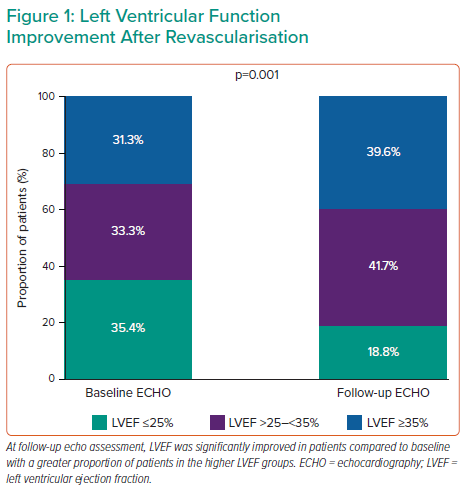 Figure 1: Left Ventricular Function
Improvement After Revascularisation
p=0.001
Proportion of patients (%)
100
80
60
40
20
0
31.3%
33.3%
35.4%
39.6%
41.7%
18.8%
Baseline ECHO
Follow-up ECHO
LVEF ≤25%
LVEF >25–<35%
LVEF ≥35%
At follow-up echo assessment, LVEF was significantly improved in patients compared to baseline
with a greater proportion of patients in the higher LVEF groups. ECHO = echocardiography; LVEF =
left ventricular ejection fraction.